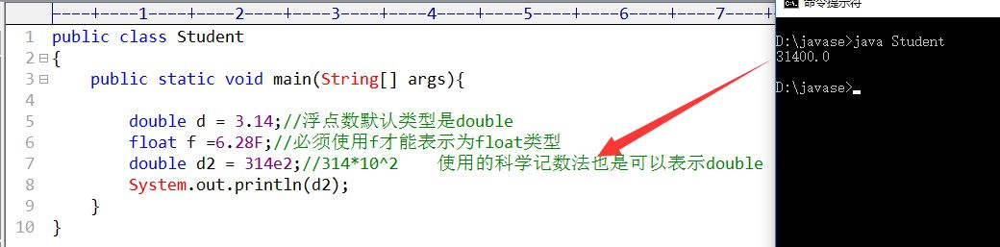 ----+----1----+----2----+----3----+----4----+----5----+----6----+----7----+
1 public class Student
2 {
3     public static void main(String[] args){
4
5         double d = 3.14;//浮点数默认类型是double
6         float f =6.28F;//必须使用f才能表示为float类型
7         double d2 = 314e2;//314*10^2    使用的科学记数法也是可以表示double
8         System.out.println(d2);
9     }
10 }
命令提示符
D:\javase>java Student
31400.0
D:\javase>